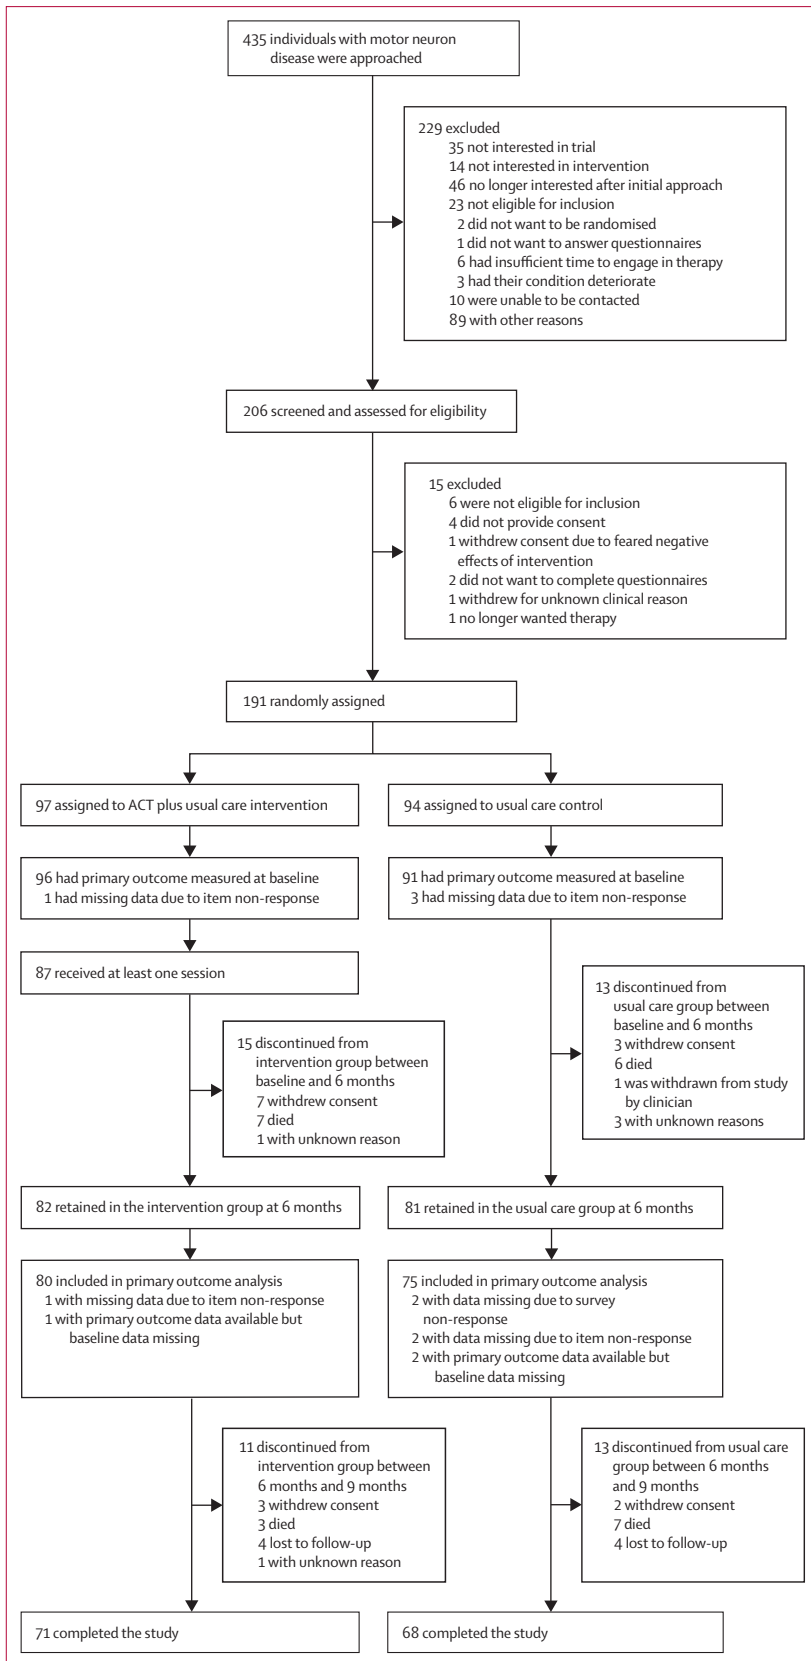 435 individuals with motor neuron
disease were approached
229 excluded
35 not interested in trial
14 not interested in intervention
46 no longer interested after initial approach
23 not eligible for inclusion
2 did not want to be randomised
1 did not want to answer questionnaires
6 had insufficient time to engage in therapy
3 had their condition deteriorate
10 were unable to be contacted
89 with other reasons
206 screened and assessed for eligibility
15 excluded
6 were not eligible for inclusion
4 did not provide consent
1 withdrew consent due to feared negative
effects of intervention
2 did not want to complete questionnaires
1 withdrew for unknown clinical reason
1 no longer wanted therapy
191 randomly assigned
97 assigned to ACT plus usual care intervention
94 assigned to usual care control
96 had primary outcome measured at baseline
1 had missing data due to item non-response
91 had primary outcome measured at baseline
3 had missing data due to item non-response
87 received at least one session
15 discontinued from
intervention group between
baseline and 6 months
7 withdrew consent
7 died
1 with unknown reason
13 discontinued from
usual care group between
baseline and 6 months
3 withdrew consent
6 died
1 was withdrawn from study
by clinician
3 with unknown reasons
82 retained in the intervention group at 6 months
81 retained in the usual care group at 6 months
80 included in primary outcome analysis
1 with missing data due to item non-response
1 with primary outcome data available but
baseline data missing
75 included in primary outcome analysis
2 with data missing due to survey
non-response
2 with data missing due to item non-response
2 with primary outcome data available but
baseline data missing
11 discontinued from
intervention group between
6 months and 9 months
3 withdrew consent
3 died
4 lost to follow-up
1 with unknown reason
13 discontinued from usual care
group between 6 months
and 9 months
2 withdrew consent
7 died
4 lost to follow-up
71 completed the study
68 completed the study